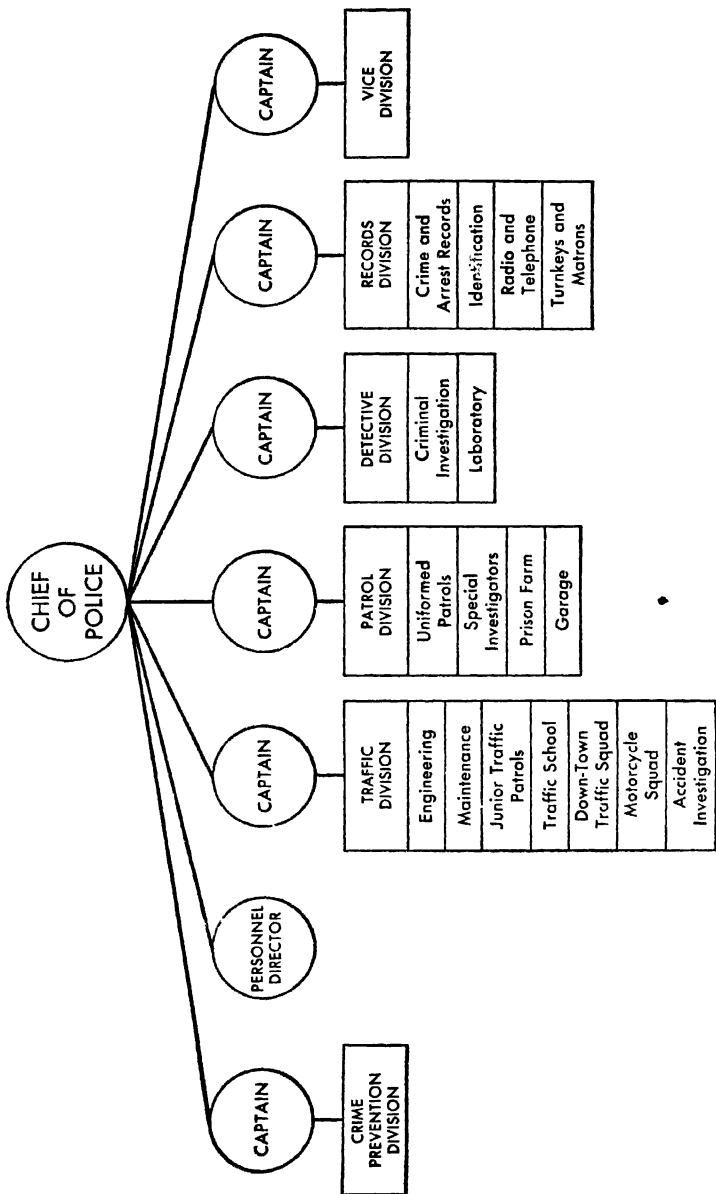 CHIEF
OF
POLICE
CAPTAIN
CRIME
PREVENTION
DIVISION
PERSONNEL
DIRECTOR
CAPTAIN
TRAFFIC
DIVISION
Engineering
Maintenance
Junior Traffic
Patrols
Traffic School
Down-Town
Traffic Squad
Motorcycle
Squad
Accident
Investigation
CAPTAIN
PATROL
DIVISION
Uniformed
Patrols
Special
Investigators
Prison Farm
Garage
CAPTAIN
DETECTIVE
DIVISION
Criminal
Investigation
Laboratory
CAPTAIN
RECORDS
DIVISION
Crime and
Arrest Records
Identification
Radio and
Telephone
Turnkeys and
Matrons
CAPTAIN
VICE
DIVISION